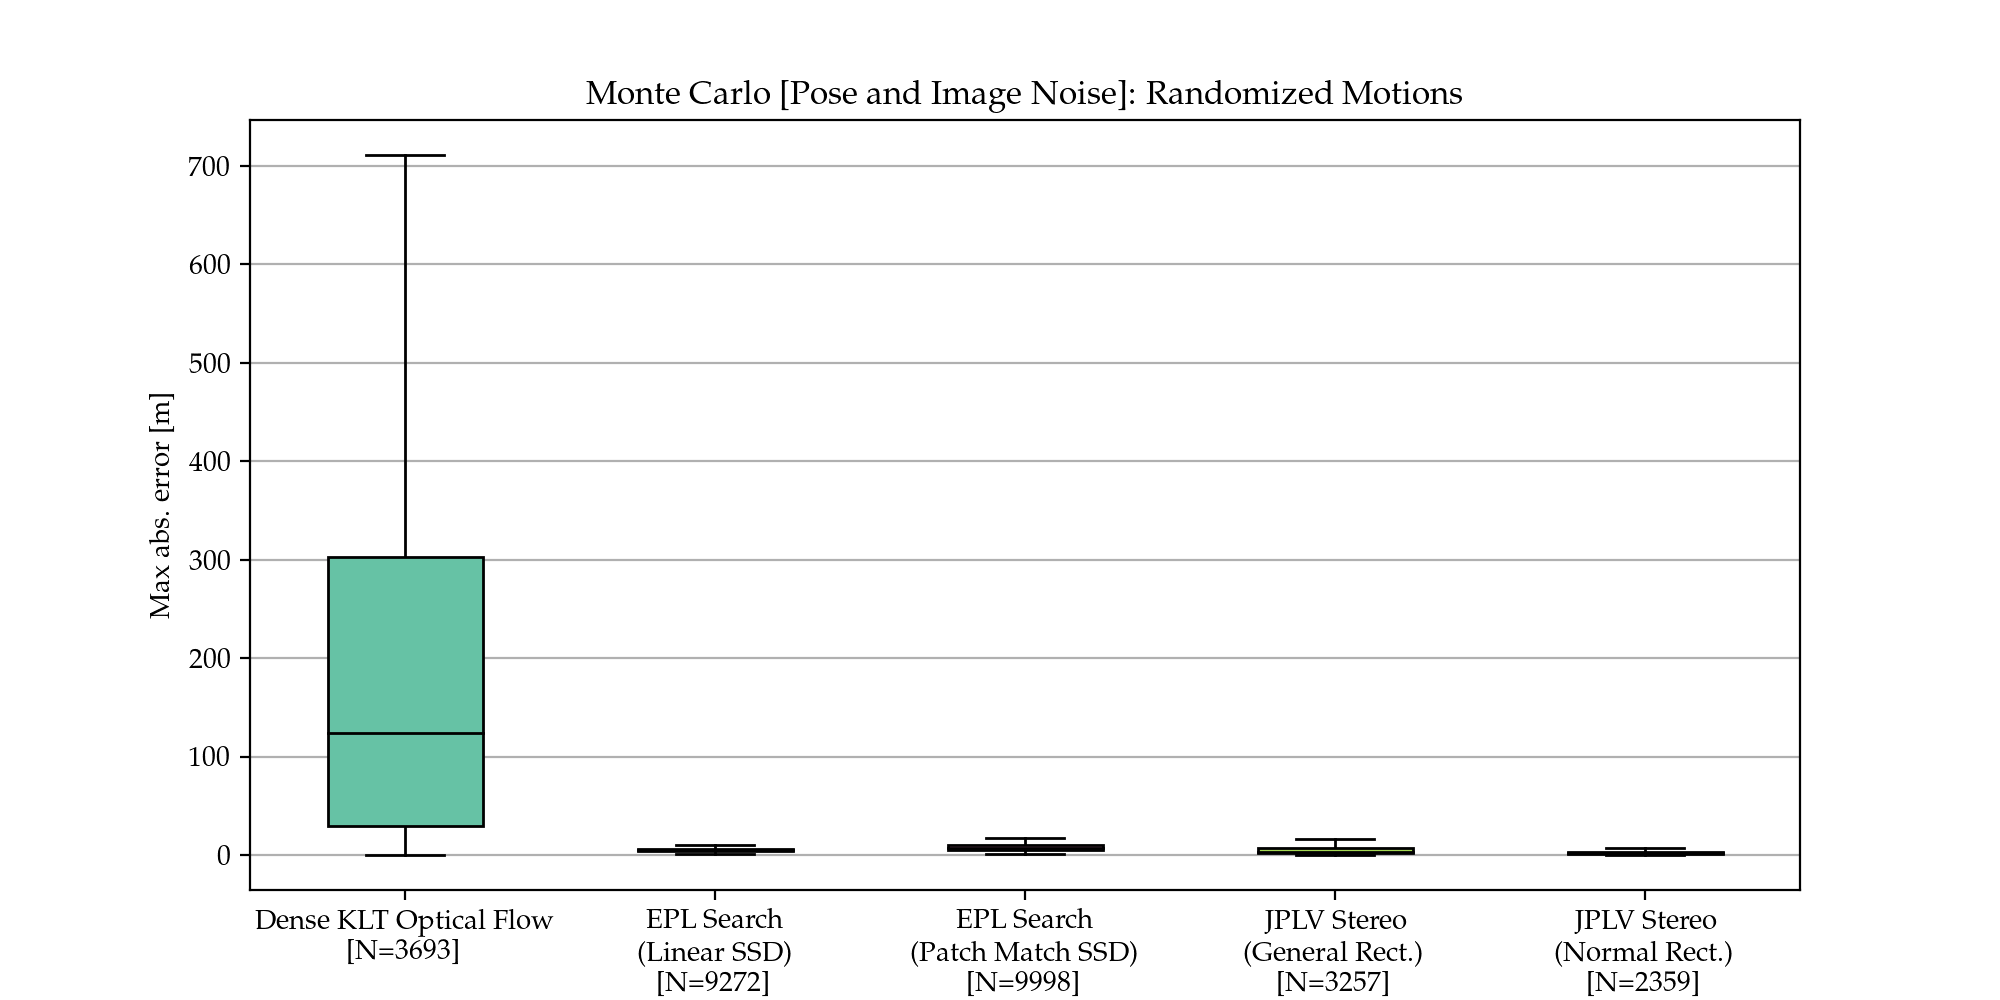 Monte Carlo [Pose and Image Noise]: Randomized Motions
Max abs. error [m]
700
600
500
400
300
200
100
0
Dense KLT Optical Flow
[N=3693]
EPL Search
(Linear SSD)
[N=9272]
EPL Search
(Patch Match SSD)
[N=9998]
JPLV Stereo
(General Rect.)
[N=3257]
JPLV Stereo
(Normal Rect.)
[N=2359]